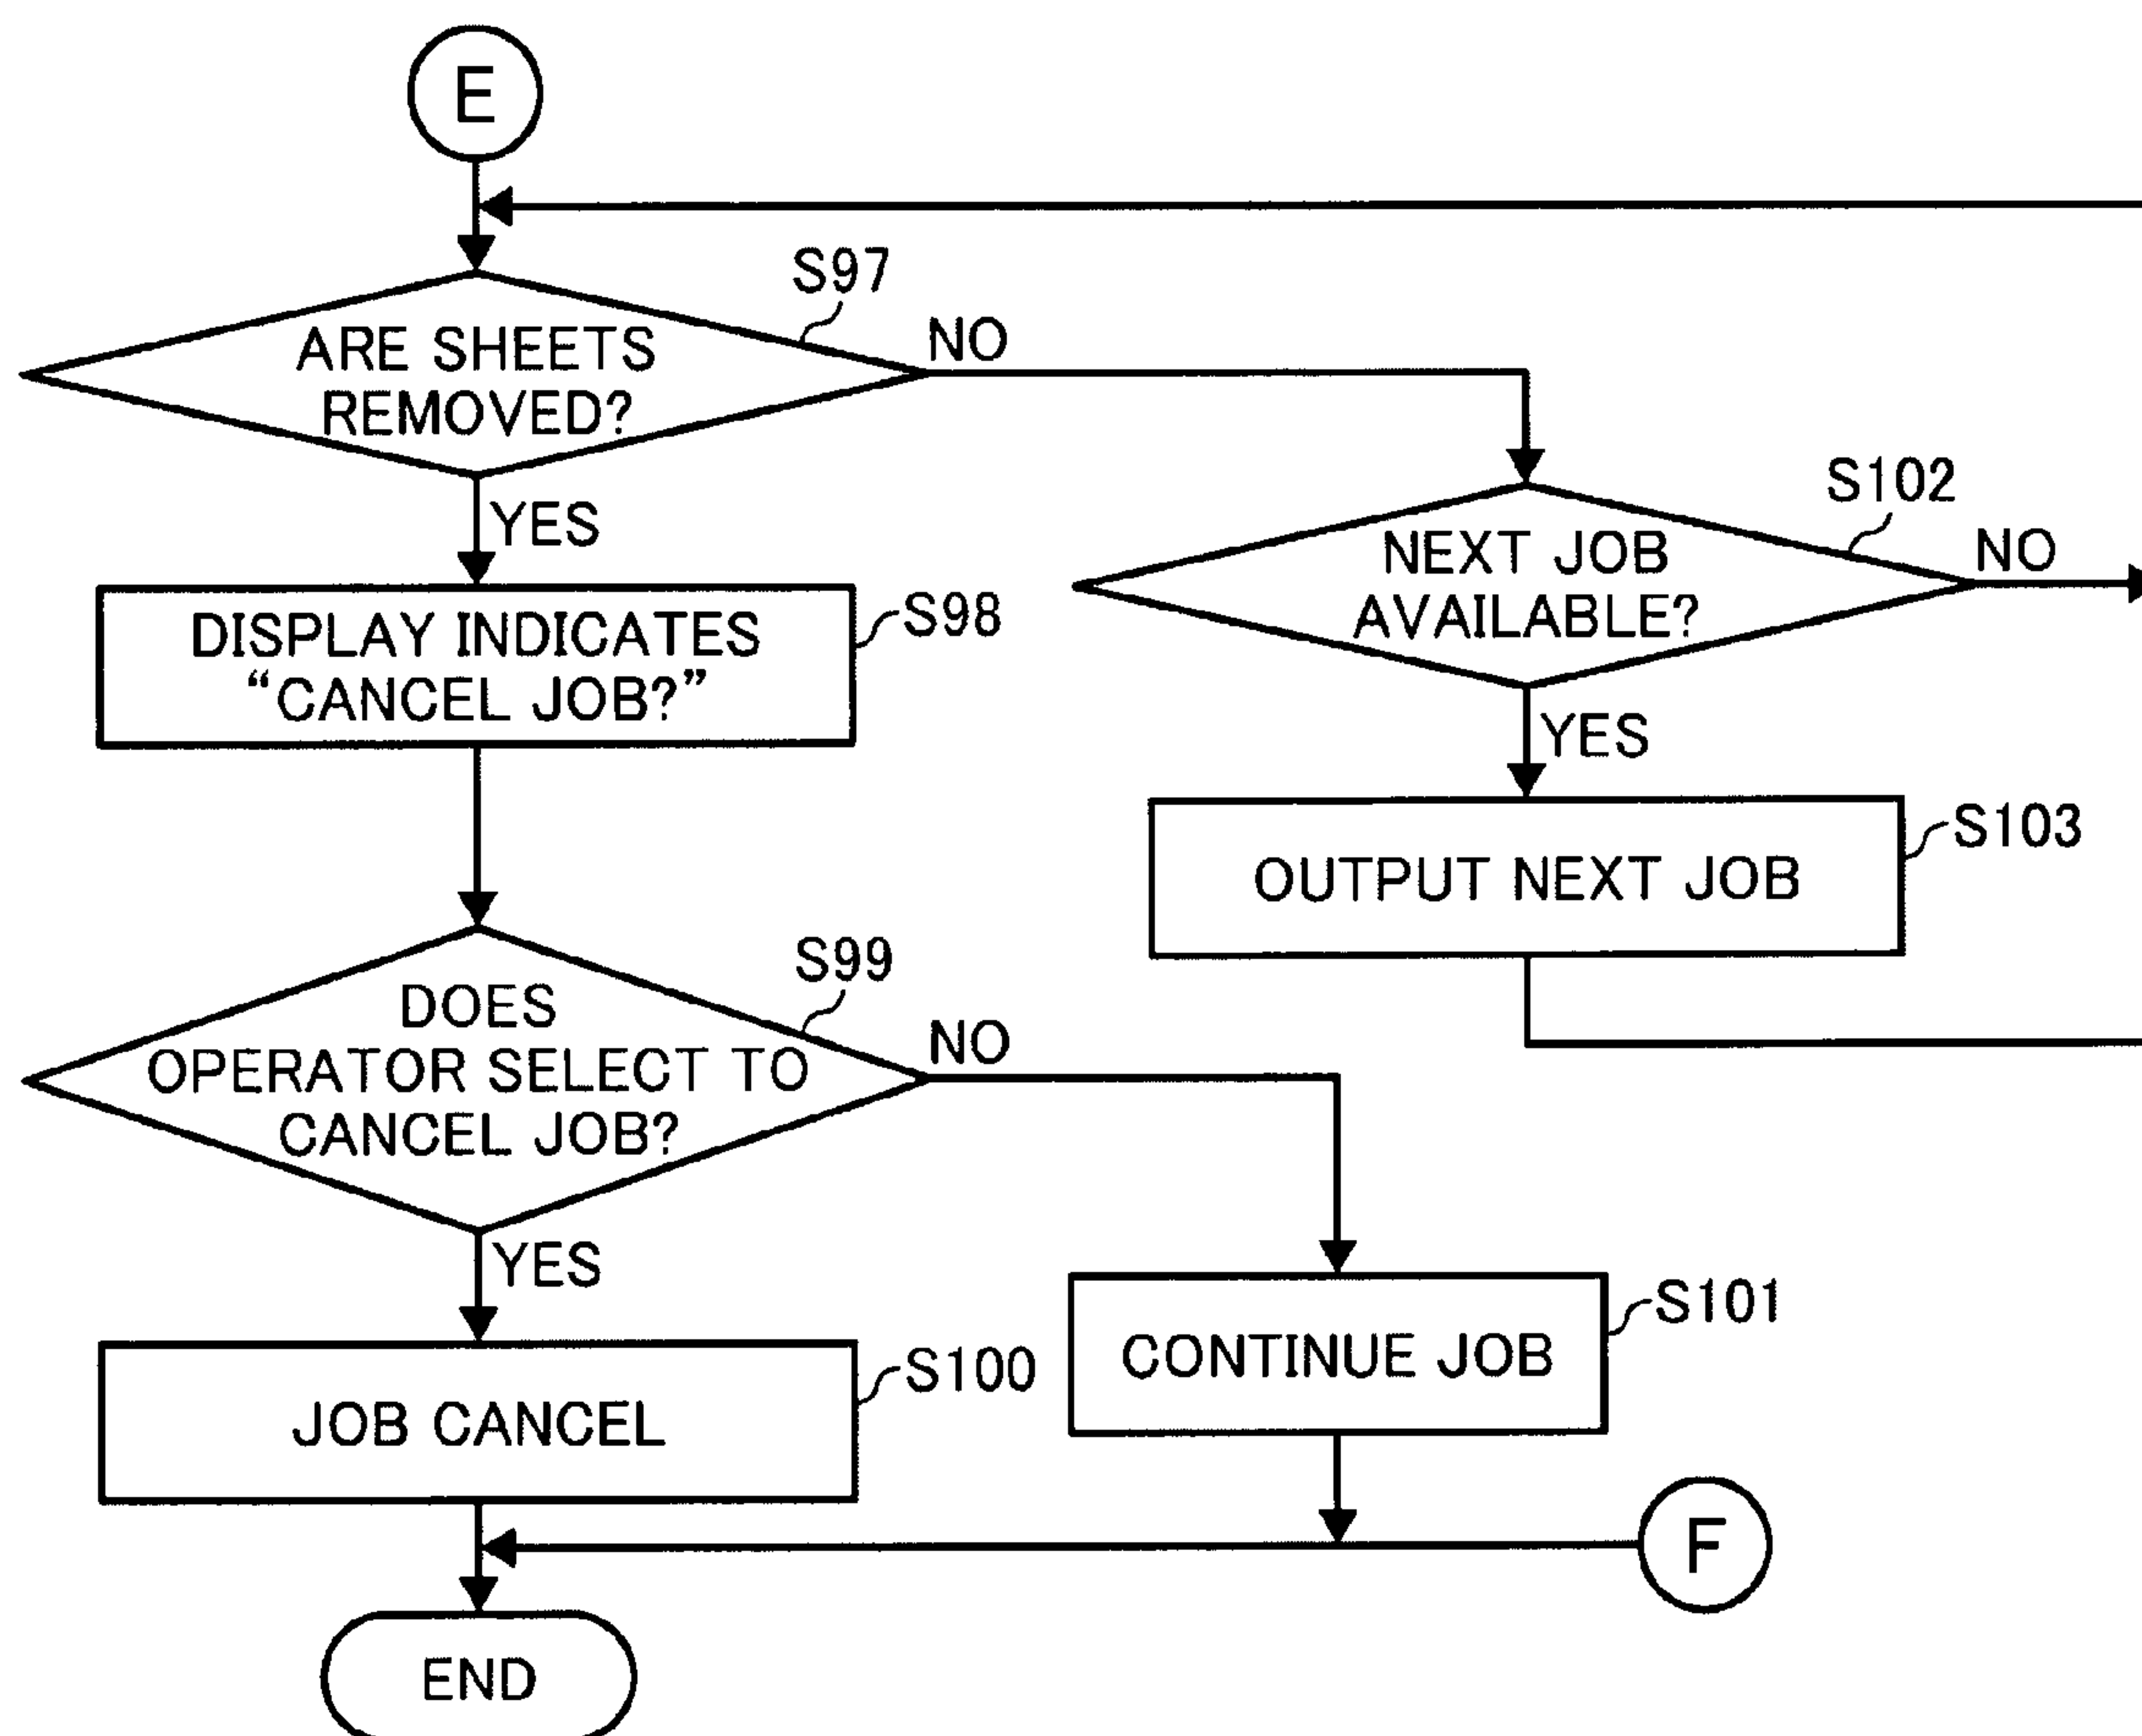 E
S97
ARE SHEETS
REMOVED?
NO
YES
S102
NEXT JOB
AVAILABLE?
NO
YES
DISPLAY INDICATES
“CANCEL JOB?”
S98
OUTPUT NEXT JOB
S103
S99
DOES
OPERATOR SELECT TO
CANCEL JOB?
NO
YES
CONTINUE JOB
S101
JOB CANCEL
S100
F
END